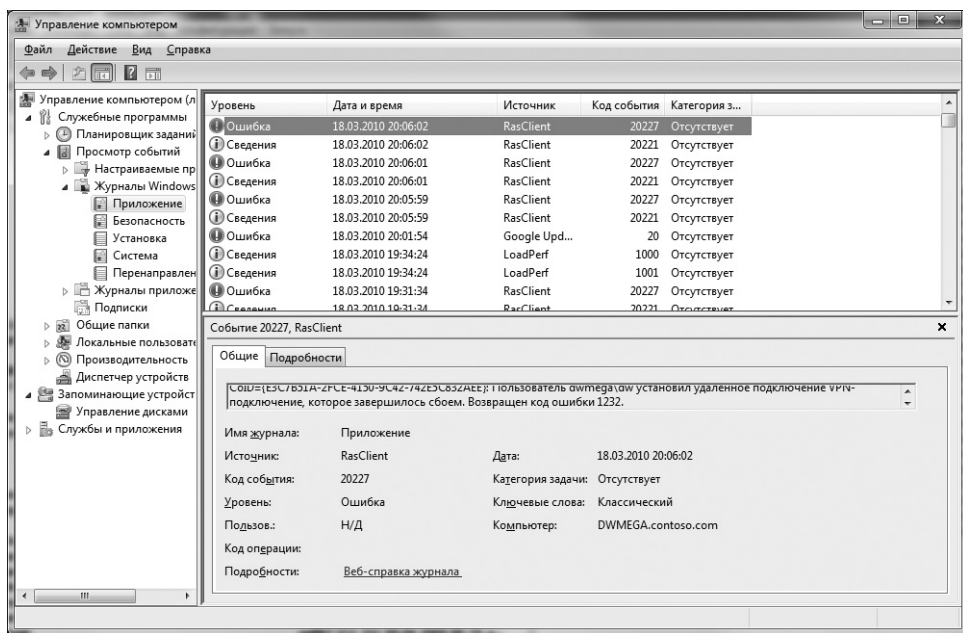 Управление компьютером
Файл Действие Вид Справка
Управление компьютером (л
Служебные программы
Планировщик заданий
Просмотр событий
Настраиваемые пр
Журналы Windows
Приложение
Безопасность
Установка
Система
Перенаправлен
Журналы приложе
Подписки
Общие папки
Локальные пользовате
Производительность
Диспетчер устройств
Запоминающие устройст
Управление дисками
Службы и приложения
Уровень Дата и время Источник Код события Категория з...
Ошибка 18.03.2010 20:06:02 RasClient 20227 Отсутствует
Сведения 18.03.2010 20:06:02 RasClient 20221 Отсутствует
Ошибка 18.03.2010 20:06:01 RasClient 20227 Отсутствует
Сведения 18.03.2010 20:06:01 RasClient 20221 Отсутствует
Ошибка 18.03.2010 20:05:59 RasClient 20227 Отсутствует
Сведения 18.03.2010 20:05:59 RasClient 20221 Отсутствует
Ошибка 18.03.2010 20:01:54 Google Upd... 20 Отсутствует
Сведения 18.03.2010 19:34:24 LoadPerf 1000 Отсутствует
Сведения 18.03.2010 19:34:24 LoadPerf 1001 Отсутствует
Ошибка 18.03.2010 19:31:34 RasClient 20227 Отсутствует
Сведения 18.03.2010 19:31:34 RasClient 20221 Отсутствует
Событие 20227, RasClient
Общие Подробности
Пользователь dwmega\dw установил удаленное подключение VPN-
подключение, которое завершилось сбоем. Возвращен код ошибки 1232.
Имя журнала: Приложение
Источник: RasClient Дата: 18.03.2010 20:06:02
Код события: 20227 Категория задачи: Отсутствует
Уровень: Ошибка Ключевые слова: Классический
Пользов.: Н/Д Компьютер: DWMEGA.contoso.com
Код операции:
Подробности: Веб-справка журнала